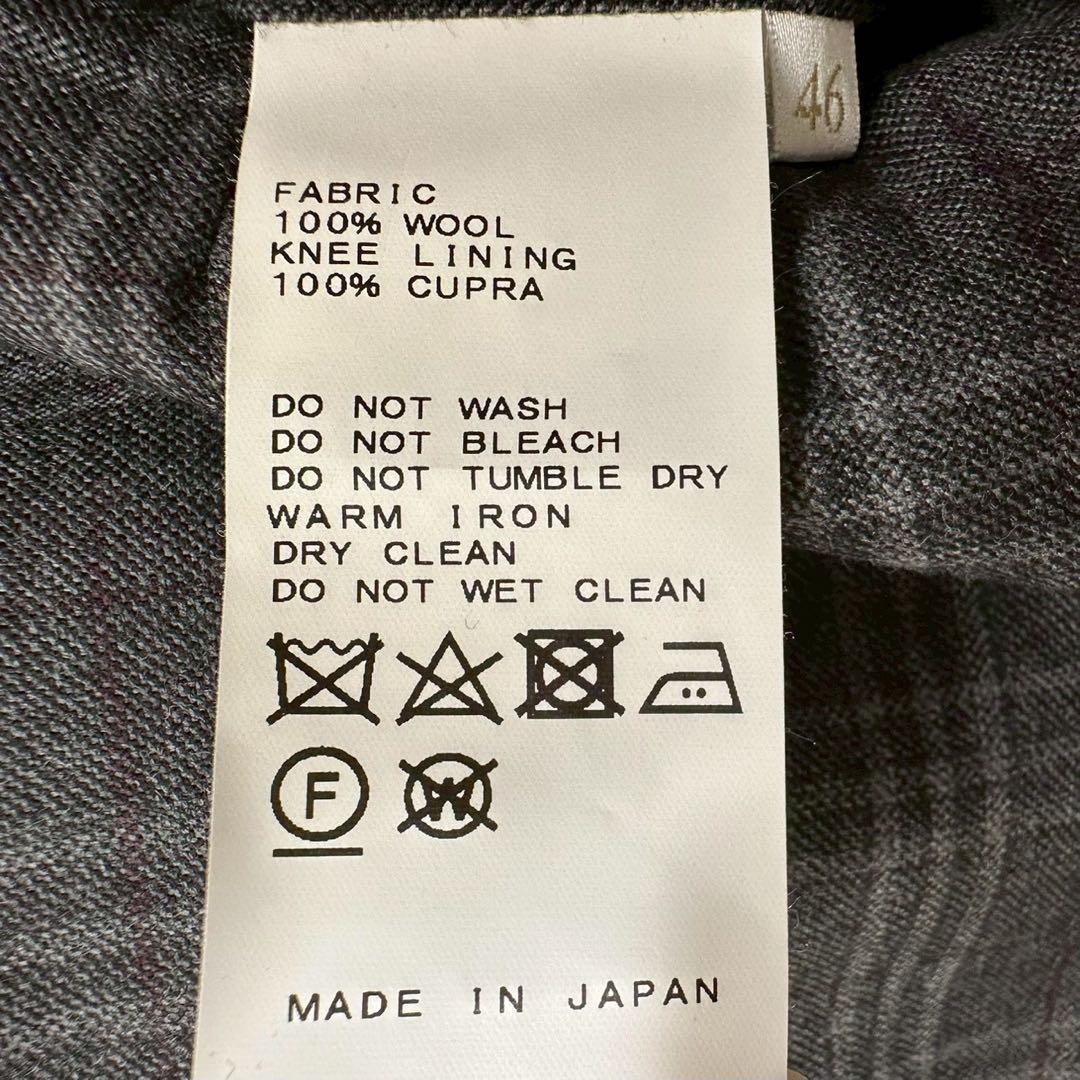 46
FABRIC
100% WOOL
KNEE LINING
100% CUPRA
DO NOT WASH
DO NOT BLEACH
DO NOT TUMBLE DRY
WARM IRON
DRY CLEAN
DO NOT WET CLEAN
F W
MADE IN JAPAN